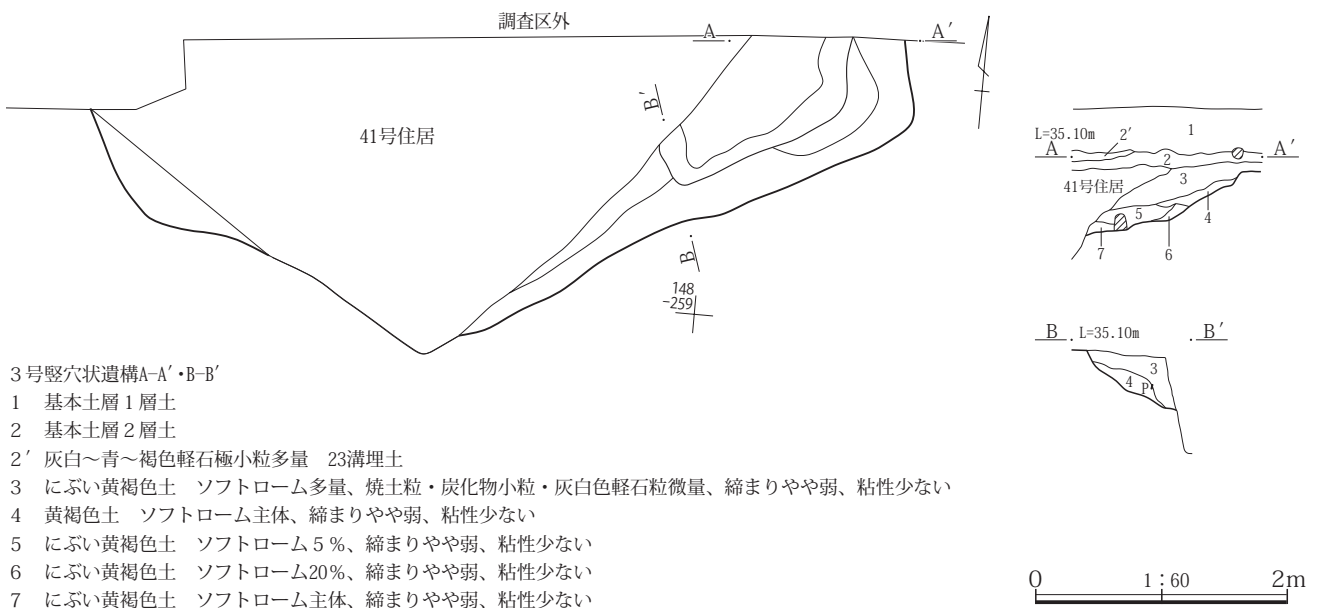 調査区外
A
A′
B′
41号住居
B
148
-259
L=35.10m
2′
1
A
A′
2
41号住居
3
5
4
7
6
B
L=35.10m
B′
3
4
P
3号竪穴状遺構A-A′・B-B′
1 基本土層1層土
2 基本土層2層土
2′ 灰白～青～褐色軽石極小粒多量 23溝埋土
3 にぶい黄褐色土 ソフトローム多量、焼土粒・炭化物小粒・灰白色軽石粒微量、締まりやや弱、粘性少ない
4 黄褐色土 ソフトローム主体、締まりやや弱、粘性少ない
5 にぶい黄褐色土 ソフトローム5%、締まりやや弱、粘性少ない
6 にぶい黄褐色土 ソフトローム20%、締まりやや弱、粘性少ない
7 にぶい黄褐色土 ソフトローム主体、締まりやや弱、粘性少ない
0 1:60 2m